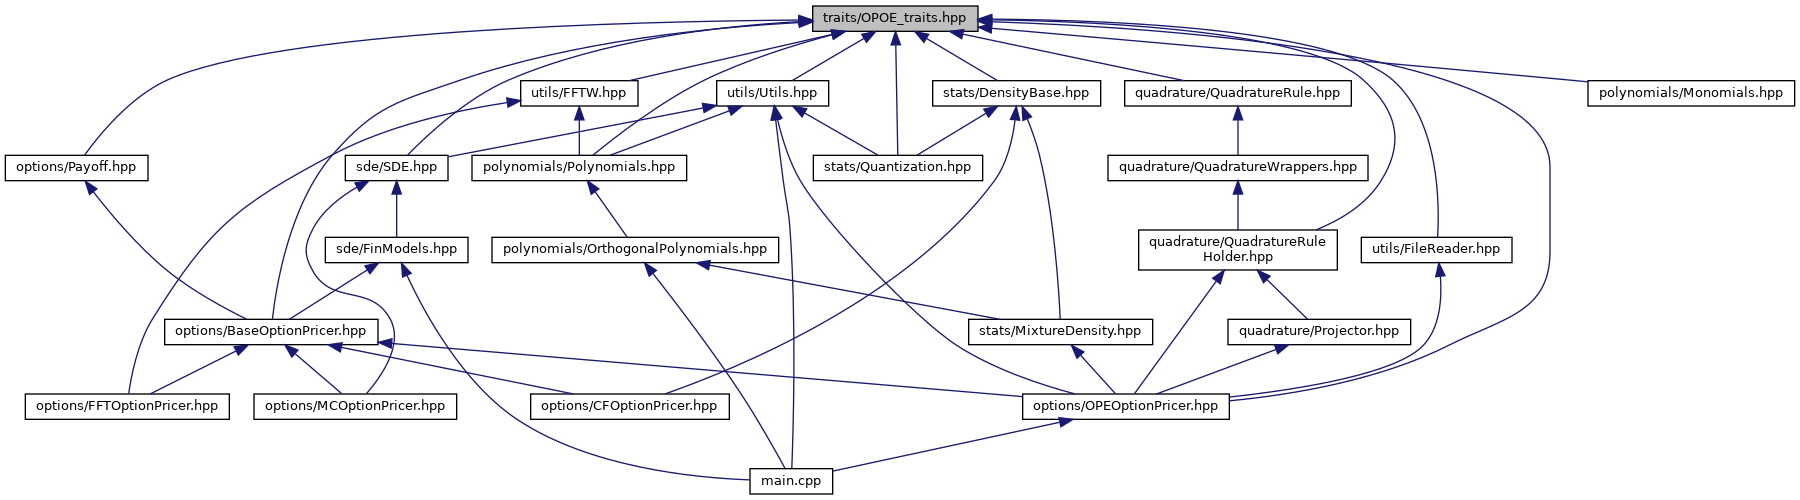 traits/OPOE_traits.hpp
utils/FFTW.hpp
utils/Utils.hpp
stats/DensityBase.hpp
quadrature/QuadratureRule.hpp
polynomials/Monomials.hpp
options/Payoff.hpp
sde/SDE.hpp
polynomials/Polynomials.hpp
stats/Quantization.hpp
quadrature/QuadratureWrappers.hpp
sde/FinModels.hpp
polynomials/OrthogonalPolynomials.hpp
quadrature/QuadratureRule
Holder.hpp
utils/FileReader.hpp
options/BaseOptionPricer.hpp
stats/MixtureDensity.hpp
quadrature/Projector.hpp
options/FFTOptionPricer.hpp
options/MCOptionPricer.hpp
options/CFOptionPricer.hpp
options/OPEOptionPricer.hpp
main.cpp